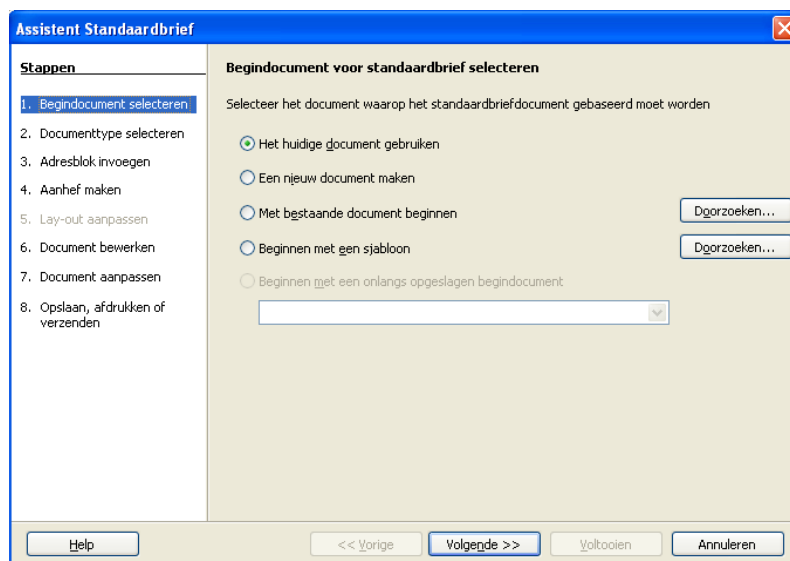 Assistent Standaardbrief
Stappen
1. Begindocument selecteren
2. Documenttype selecteren
3. Adresblok invoegen
4. Aanhef maken
5. Lay-out aanpassen
6. Document bewerken
7. Document aanpassen
8. Opslaan, afdrukken of
verzenden
Begindocument voor standaardbrief selecteren
Selecteer het document waarop het standaardbriefdocument gebaseerd moet worden
Het huidige document gebruiken
Een nieuw document maken
Met bestaande document beginnen
Doorzoeken...
Beginnen met een sjabloon
Doorzoeken...
Beginnen met een onlangs opgeslagen begindocument
Help
<< Vorige
Volgende >>
Voltooien
Annuleren